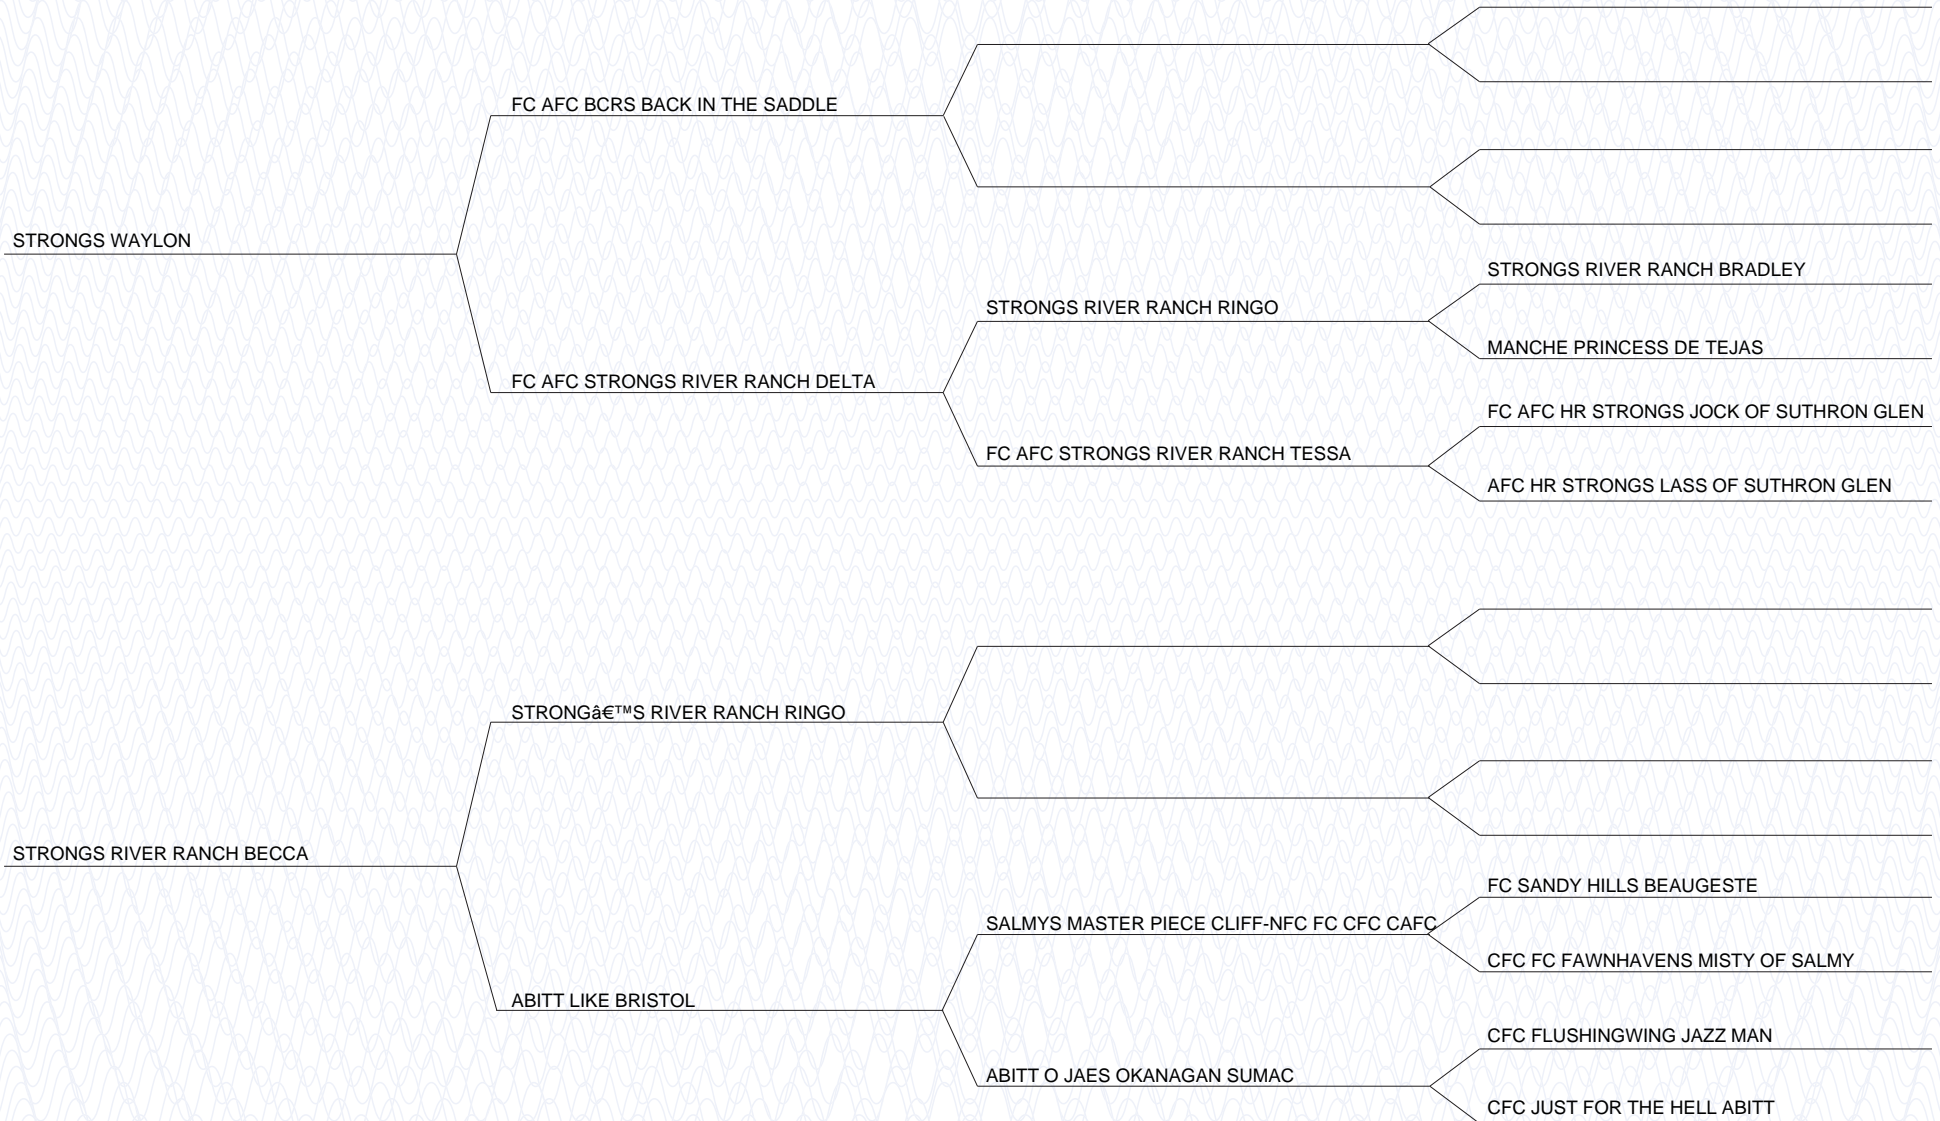 FC AFC BCRS BACK IN THE SADDLE
STRONGS WAYLON
STRONGS RIVER RANCH BRADLEY
STRONGS RIVER RANCH RINGO
MANCHE PRINCESS DE TEJAS
FC AFC STRONGS RIVER RANCH DELTA
FC AFC HR STRONGS JOCK OF SUTHRON GLEN
FC AFC STRONGS RIVER RANCH TESSA
AFC HR STRONGS LASS OF SUTHRON GLEN
STRONG’S RIVER RANCH RINGO
STRONGS RIVER RANCH BECCA
FC SANDY HILLS BEAUGESTE
SALMYS MASTER PIECE CLIFF-NFC FC CFC CAFC
CFC FC FAWNHAVENS MISTY OF SALMY
ABITT LIKE BRISTOL
CFC FLUSHINGWING JAZZ MAN
ABITT O JAES OKANAGAN SUMAC
CFC JUST FOR THE HELL ABITT